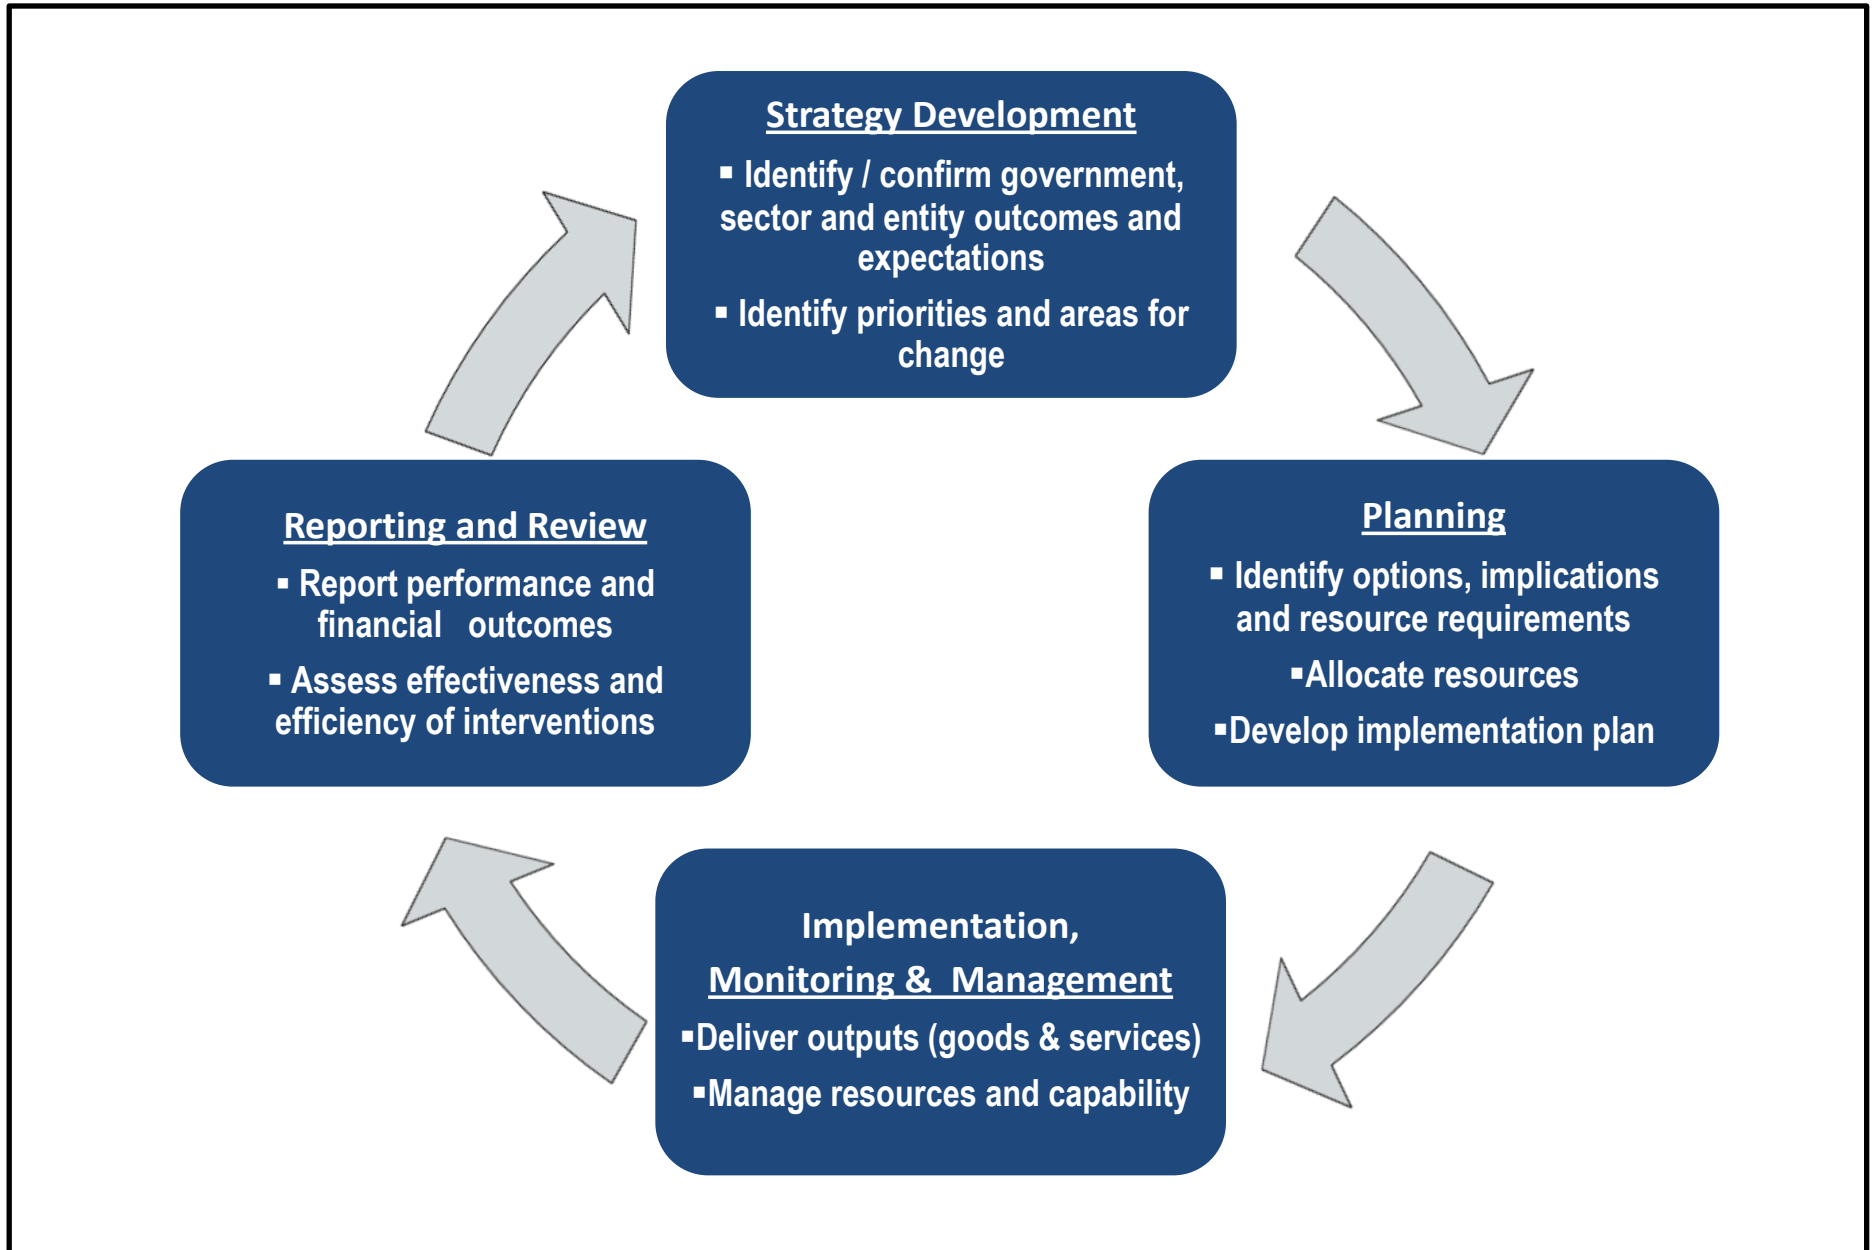 Strategy Development
▪ Identify / confirm government,
sector and entity outcomes and
expectations
▪ Identify priorities and areas for
change
Planning
▪ Identify options, implications
and resource requirements
▪Allocate resources
▪Develop implementation plan
Implementation,
Monitoring &  Management
▪Deliver outputs (goods & services)
▪Manage resources and capability
Reporting and Review
▪ Report performance and
financial   outcomes
▪ Assess effectiveness and
efficiency of interventions